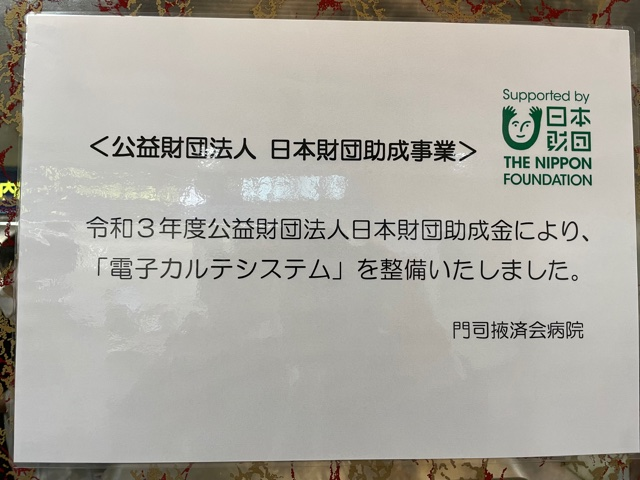 Supported by
日本
財団
THE NIPPON
FOUNDATION
＜公益財団法人 日本財団助成事業＞
令和３年度公益財団法人日本財団助成金により、
「電子カルテシステム」を整備いたしました。
門司掖済会病院
内